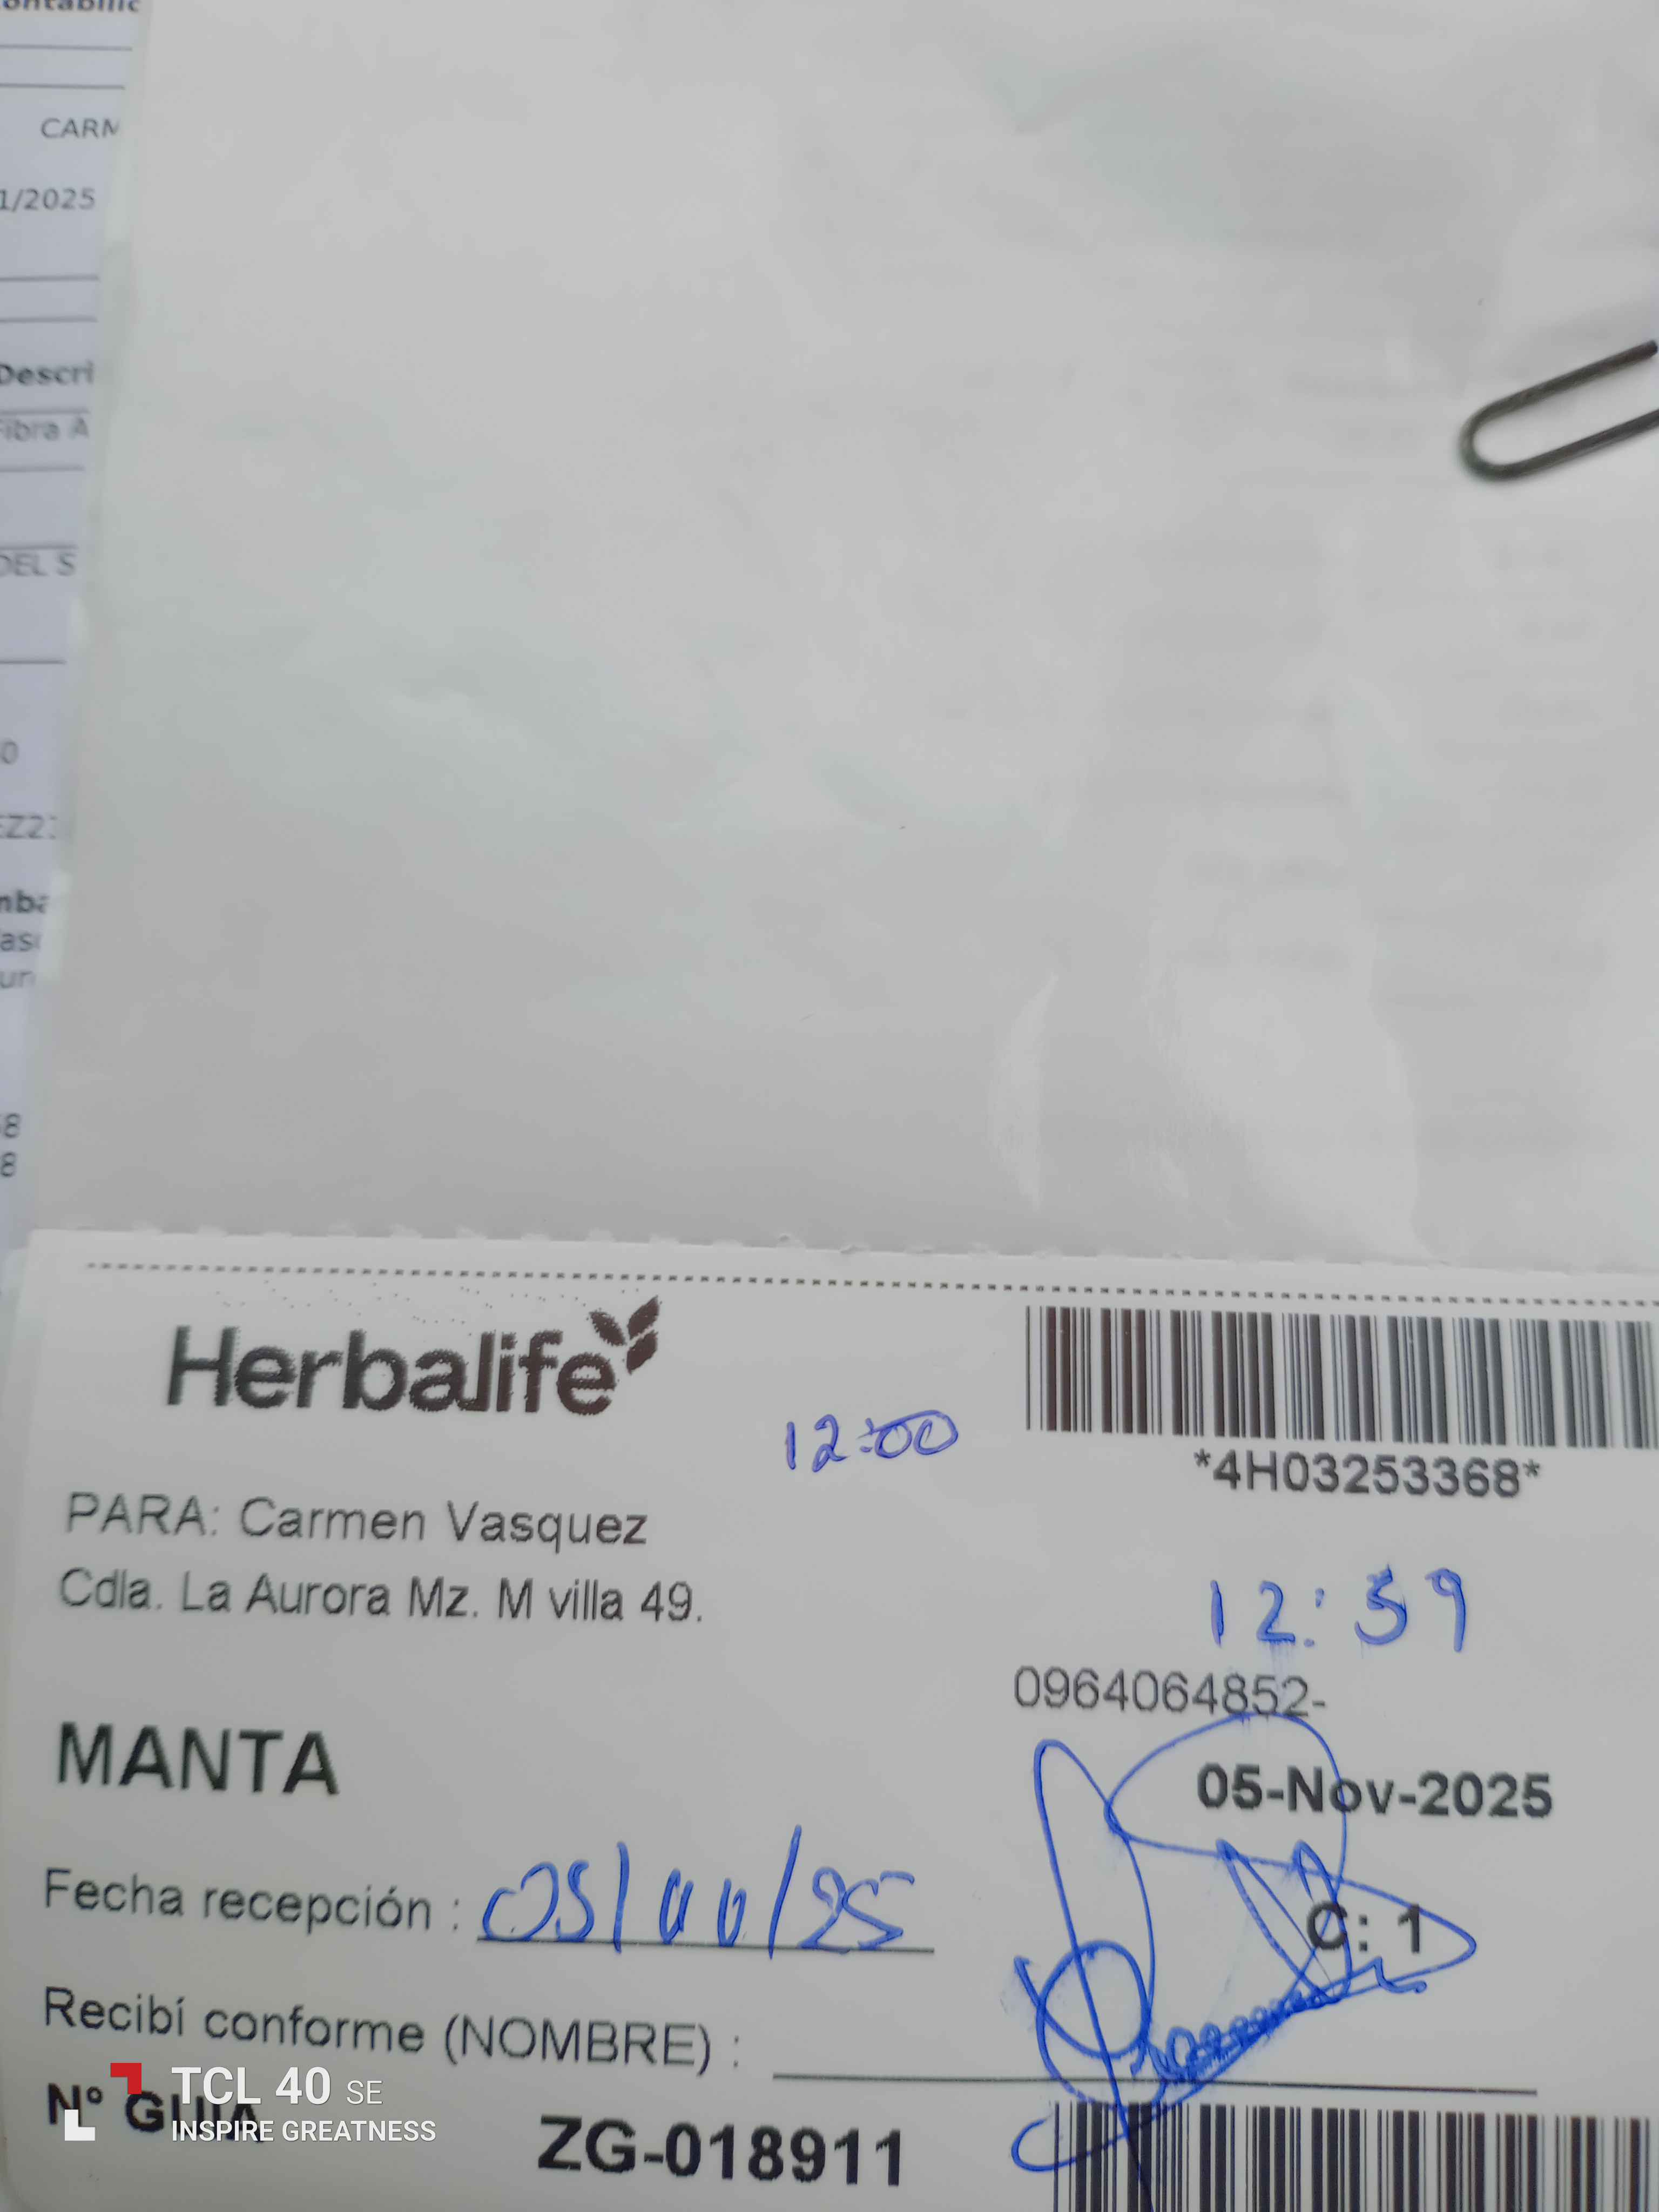 CARM
1/2025
Descri
Fibra A
DEL S
Herbalife
12:00
*4H03253368*
PARA: Carmen Vasquez
Cdla. La Aurora Mz. M villa 49.
12:59
0964064852-
MANTA
05-Nov-2025
Fecha recepción : 05/11/25
C: 1
Recibí conforme (NOMBRE) :
N° GUIA
ZG-018911
TCL 40 SE
INSPIRE GREATNESS